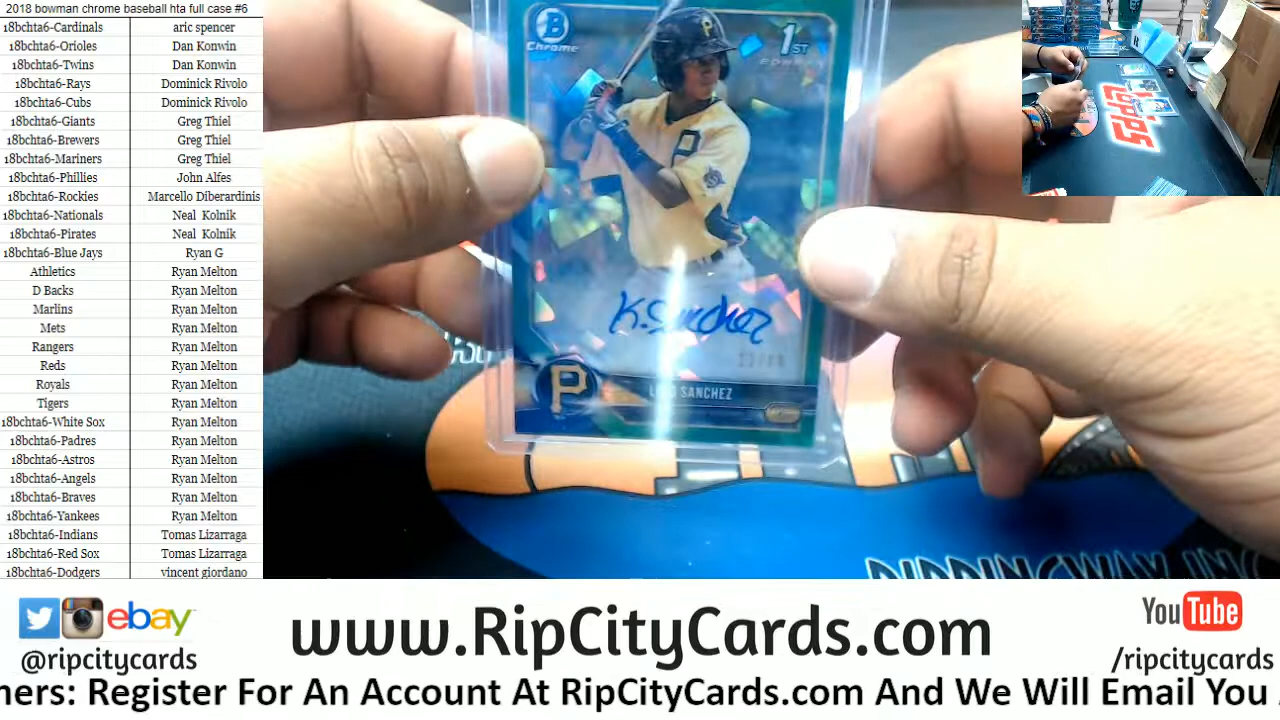 2018 bowman chrome baseball hta full case #6
18bchta6-Cardinals aric spencer
18bchta6-Orioles Dan Konwin
18bchta6-Twins Dan Konwin
18bchta6-Rays Dominick Rivolo
18bchta6-Cubs Dominick Rivolo
18bchta6-Giants Greg Thiel
18bchta6-Brewers Greg Thiel
18bchta6-Mariners Greg Thiel
18bchta6-Phillies John Alfes
18bchta6-Rockies Marcello Diberardinis
18bchta6-Nationals Neal Kolnik
18bchta6-Pirates Neal Kolnik
18bchta6-Blue Jays Ryan G
Athletics Ryan Melton
D Backs Ryan Melton
Marlins Ryan Melton
Mets Ryan Melton
Rangers Ryan Melton
Reds Ryan Melton
Royals Ryan Melton
Tigers Ryan Melton
18bchta6-White Sox Ryan Melton
18bchta6-Padres Ryan Melton
18bchta6-Astros Ryan Melton
18bchta6-Angels Ryan Melton
18bchta6-Braves Ryan Melton
18bchta6-Yankees Ryan Melton
18bchta6-Indians Tomas Lizarraga
18bchta6-Red Sox Tomas Lizarraga
18bchta6-Dodgers vincent giordano
B
Chrome
1ST
BOWMAN
P
P
K. Sanchez
P
SANCHEZ
Topps
ebay
@ripcitycards
www.RipCityCards.com
YouTube
/ripcitycards
ners: Register For An Account At RipCityCards.com And We Will Email You